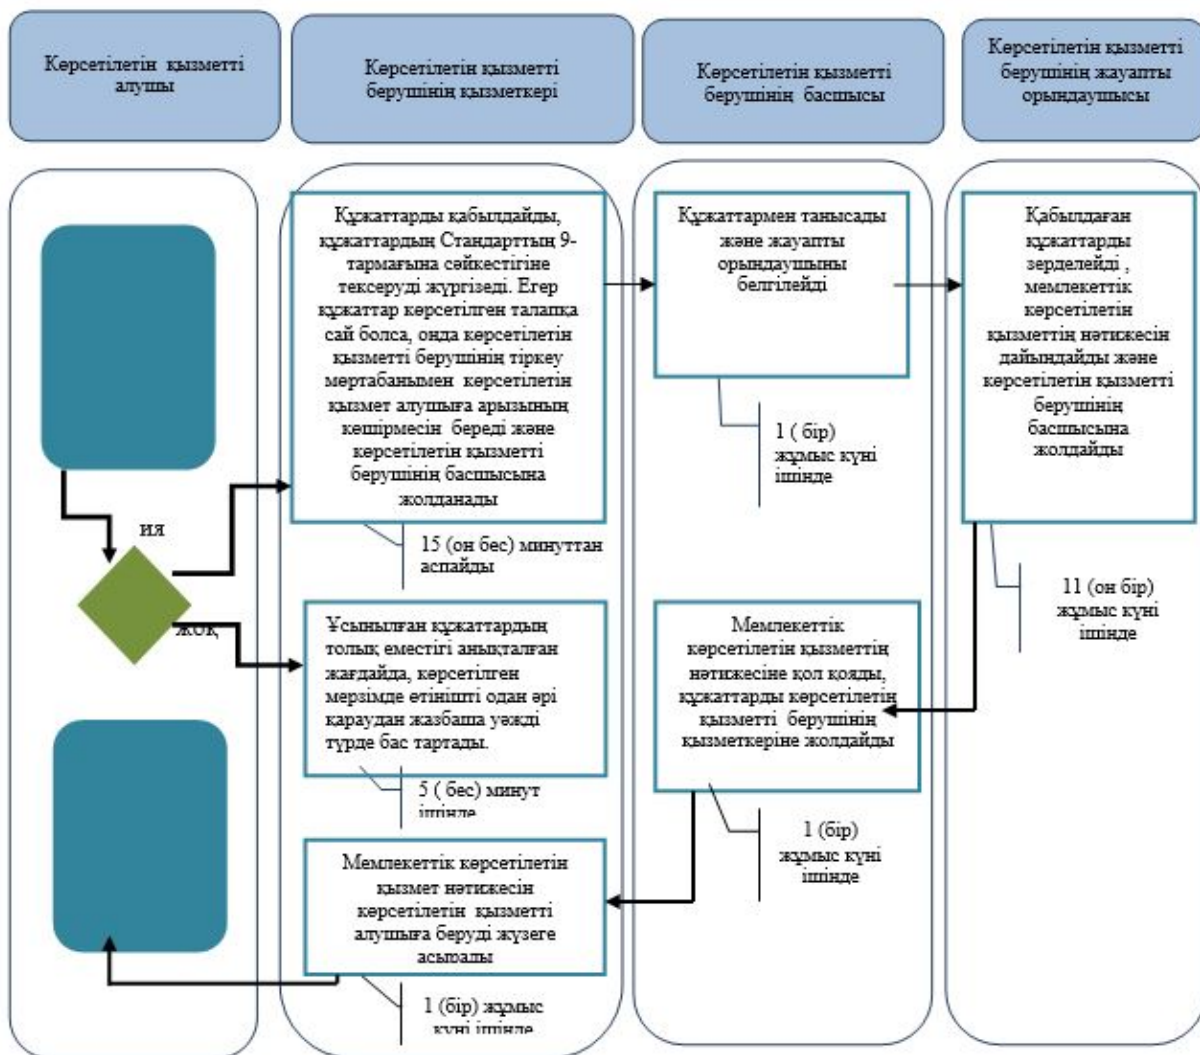 Көрсетілетін қызметті
алушы
Көрсетілетін қызметті
берушінің қызметкері
Көрсетілетін қызметті
берушінің басшысы
Көрсетілетін қызметті
берушінің жауапты
орындаушысы
Құжаттарды қабылдайды,
құжаттардың Стандарттың 9-
тармағына сәйкестігіне
тексеруді жүргізеді. Егер
құжаттар көрсетілген талапқа
сай болса, онда көрсетілетін
қызметті берушінің тіркеу
мөртабанымен көрсетілетін
қызмет алушыға арызының
көшірмесін береді және
көрсетілетін қызметті
берушінің басшысына
жолданады
15 (он бес) минуттан
аспайды
Құжаттармен танысады
және жауапты
орындаушыны
белгілейді
1 ( бір)
жұмыс күні
ішінде
Қабылдаған
құжаттарды
зерделейді ,
мемлекеттік
көрсетілетін
қызметтің нәтижесін
дайындайды және
көрсетілетін қызметті
берушінің
басшысына
жолдайды
11 (он бір)
жұмыс күні
ішінде
ия
жоқ
Ұсынылған құжаттардың
толық еместігі анықталған
жағдайда, көрсетілген
мерзімде өтінішті одан әрі
қараудан жазбаша уәжді
түрде бас тартады.
5 ( бес) минут
ішінде
Мемлекеттік
көрсетілетін қызметтің
нәтижесіне қол қояды,
құжаттарды көрсетілетін
қызметті берушінің
қызметкеріне жолдайды
1 (бір)
жұмыс күні
ішінде
Мемлекеттік көрсетілетін
қызмет нәтижесін
көрсетілетін қызметті
алушыға беруді жүзеге
асырады
1 (бір) жұмыс
күні ішінде